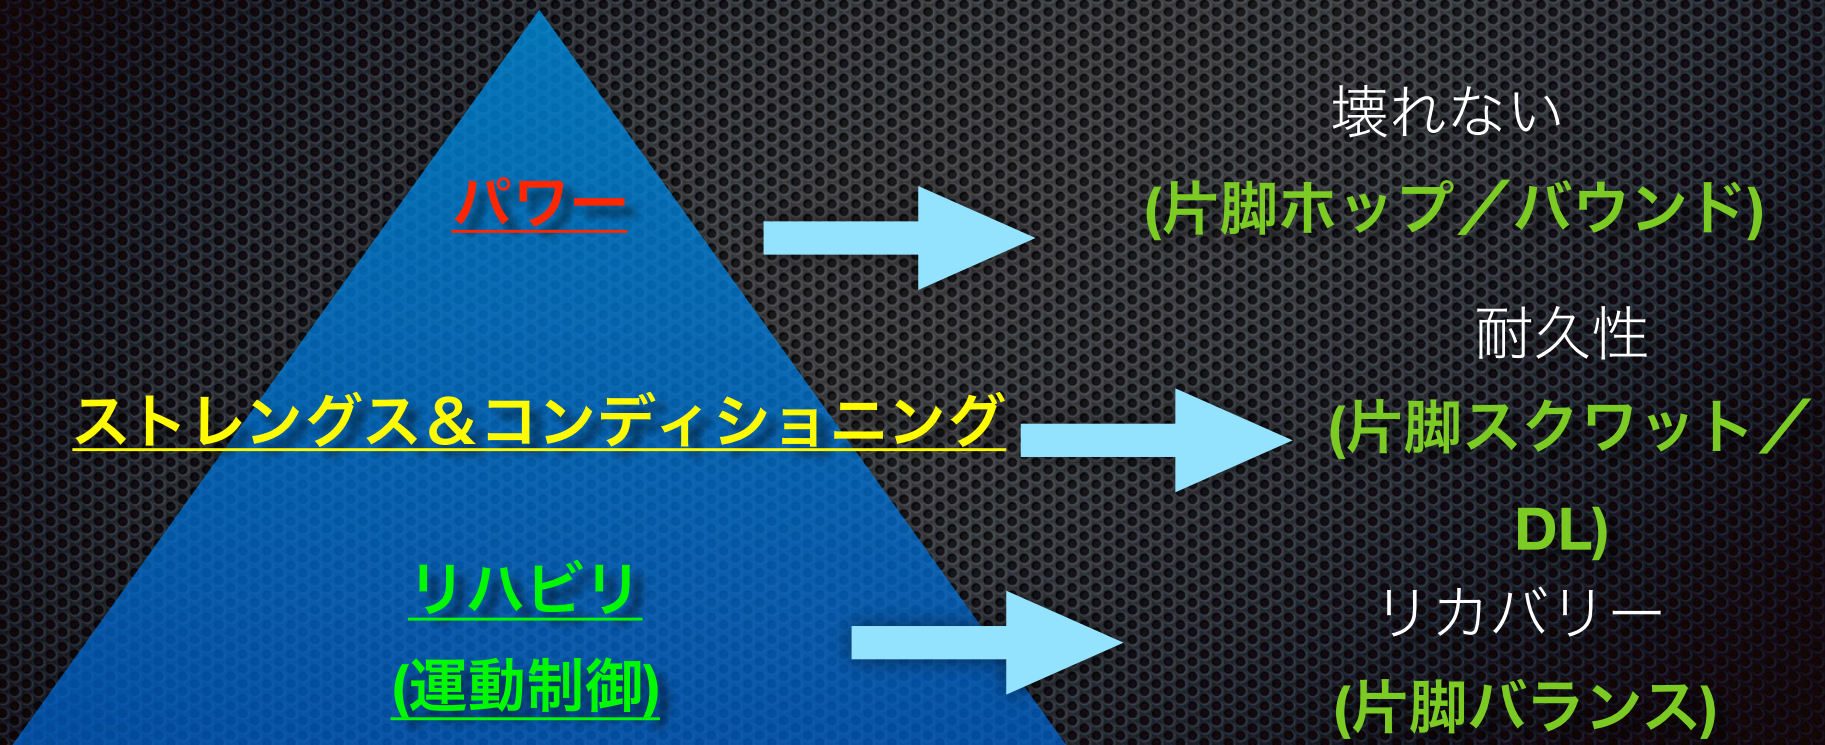 パワー
壊れない
(片脚ホップ／バウンド)
ストレングス＆コンディショニング
耐久性
(片脚スクワット／
DL)
リハビリ
(運動制御)
リカバリー
(片脚バランス)